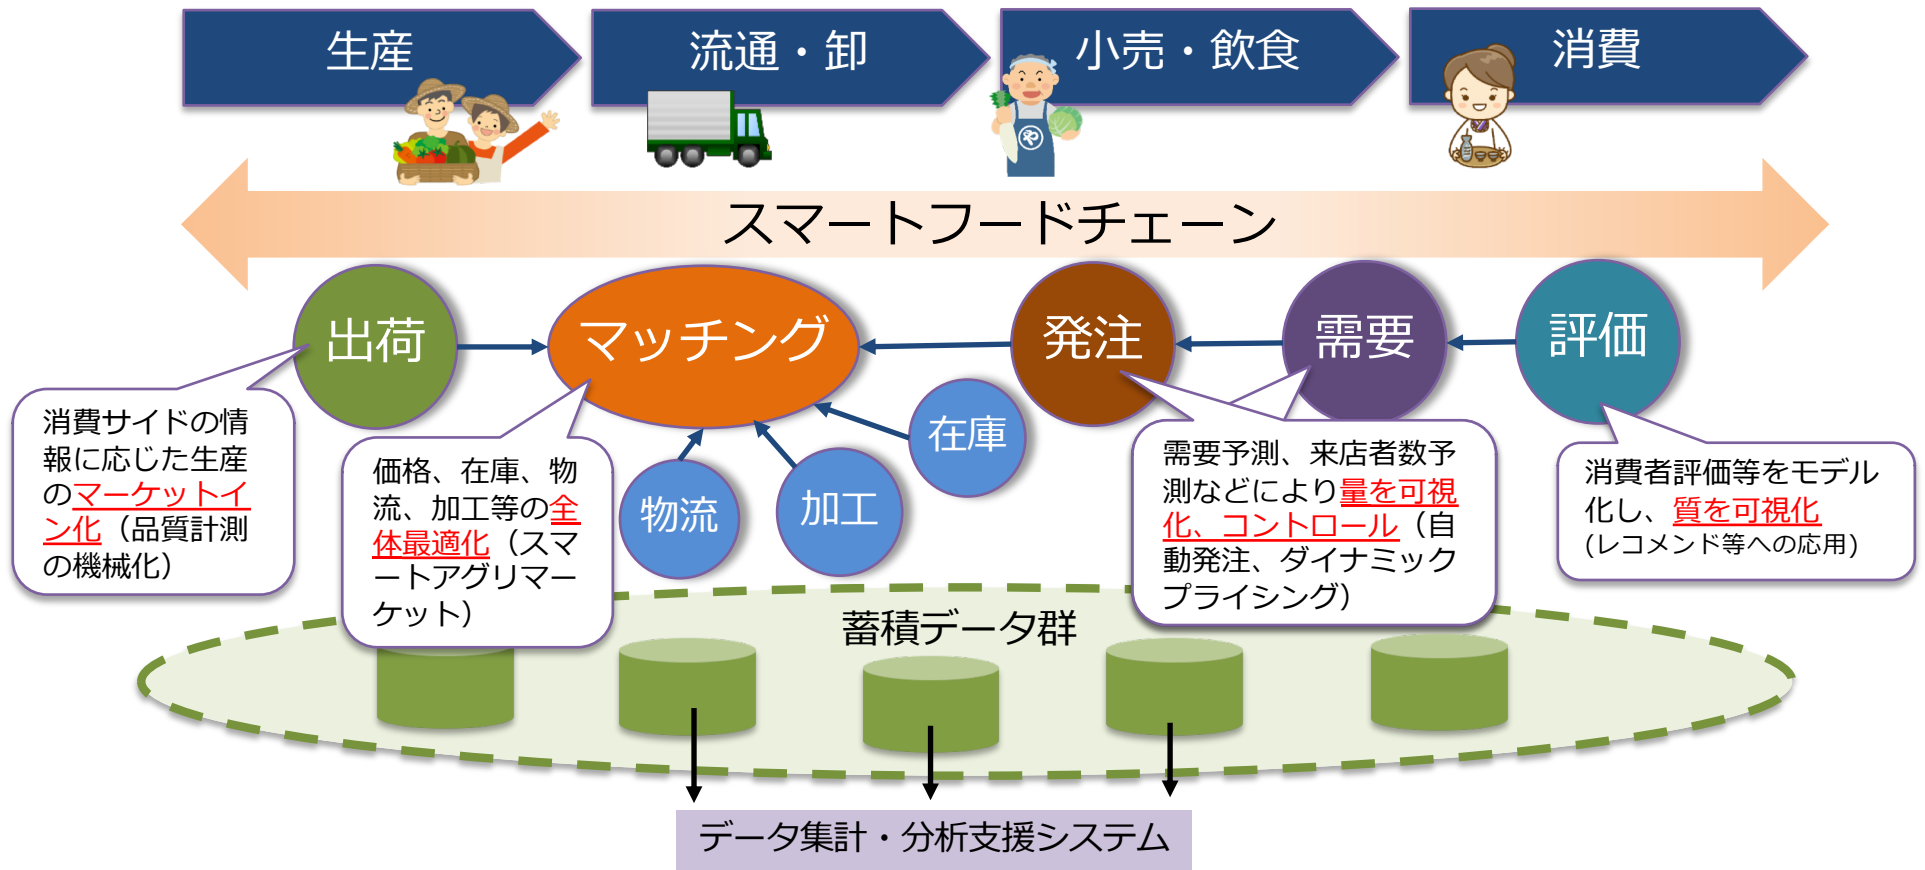 生産
流通・卸
小売・飲食
消費
や
スマートフードチェーン
出荷
マッチング
発注
需要
評価
消費サイドの情
報に応じた生産
のマーケットイ
ン化（品質計測
の機械化）
価格、在庫、物
流、加工等の全
体最適化（スマ
ートアグリマー
ケット）
物流
加工
在庫
需要予測、来店者数予
測などにより量を可視
化、コントロール（自
動発注、ダイナミック
プライシング）
消費者評価等をモデル
化し、質を可視化
(レコメンド等への応用)
蓄積データ群
データ集計・分析支援システム